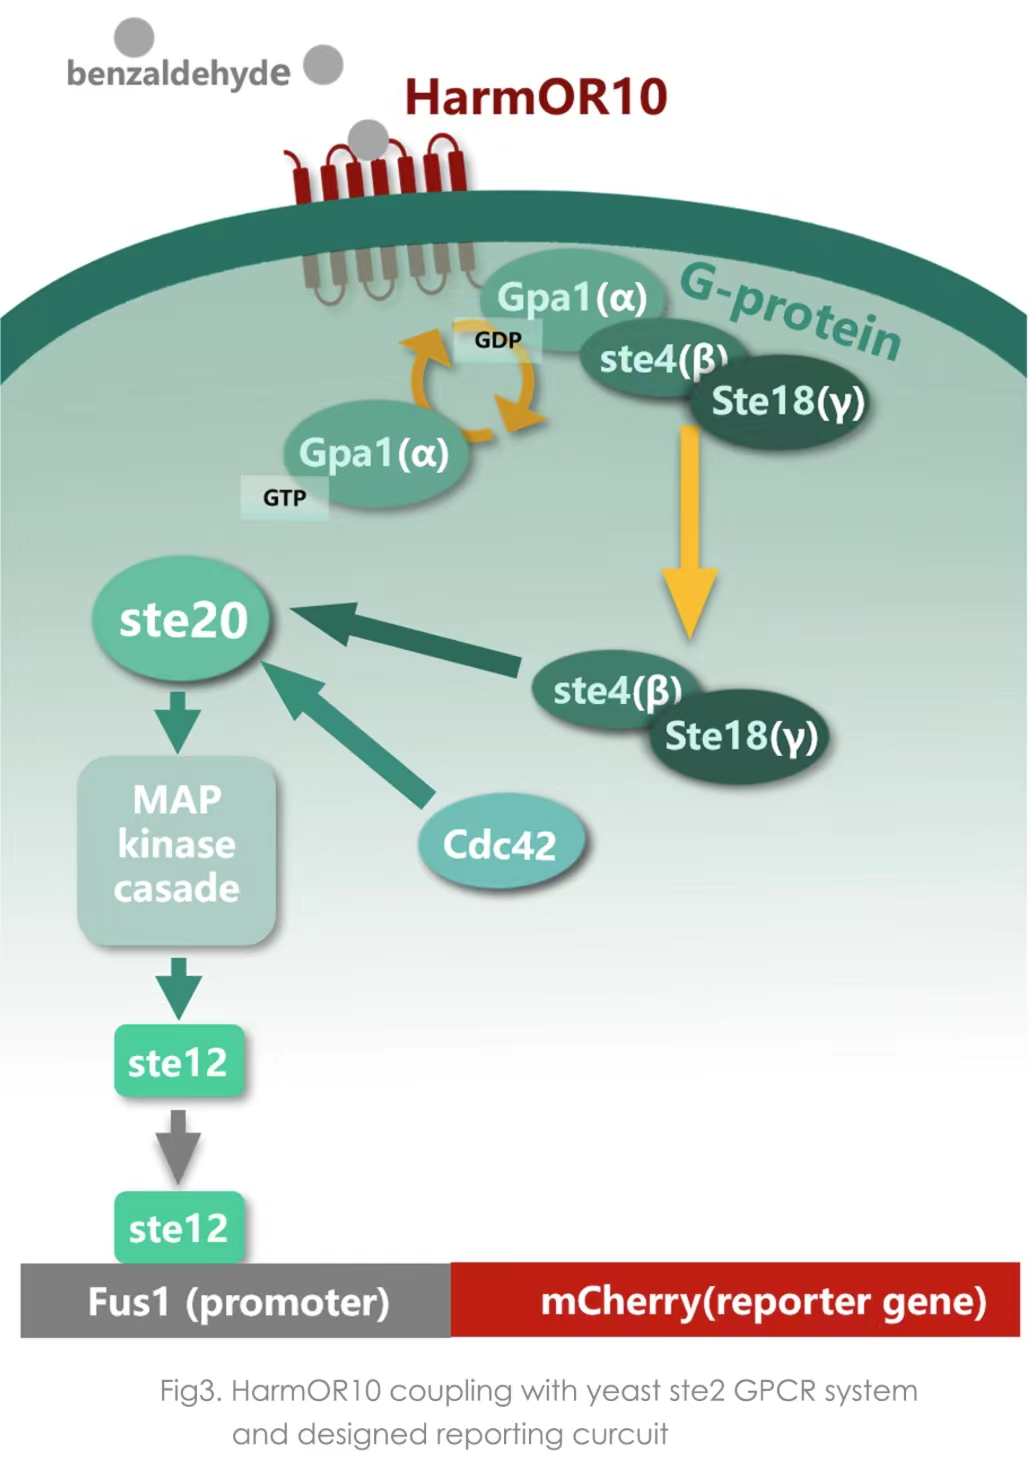 benzaldehyde
HarmOR10
G-protein
Gpa1(α)
GDP
ste4(β)
Ste18(γ)
Gpa1(α)
GTP
ste20
ste4(β)
Ste18(γ)
MAP
kinase
casade
Cdc42
ste12
ste12
Fus1 (promoter)
mCherry(reporter gene)
Fig3. HarmOR10 coupling with yeast ste2 GPCR system
and designed reporting curcuit